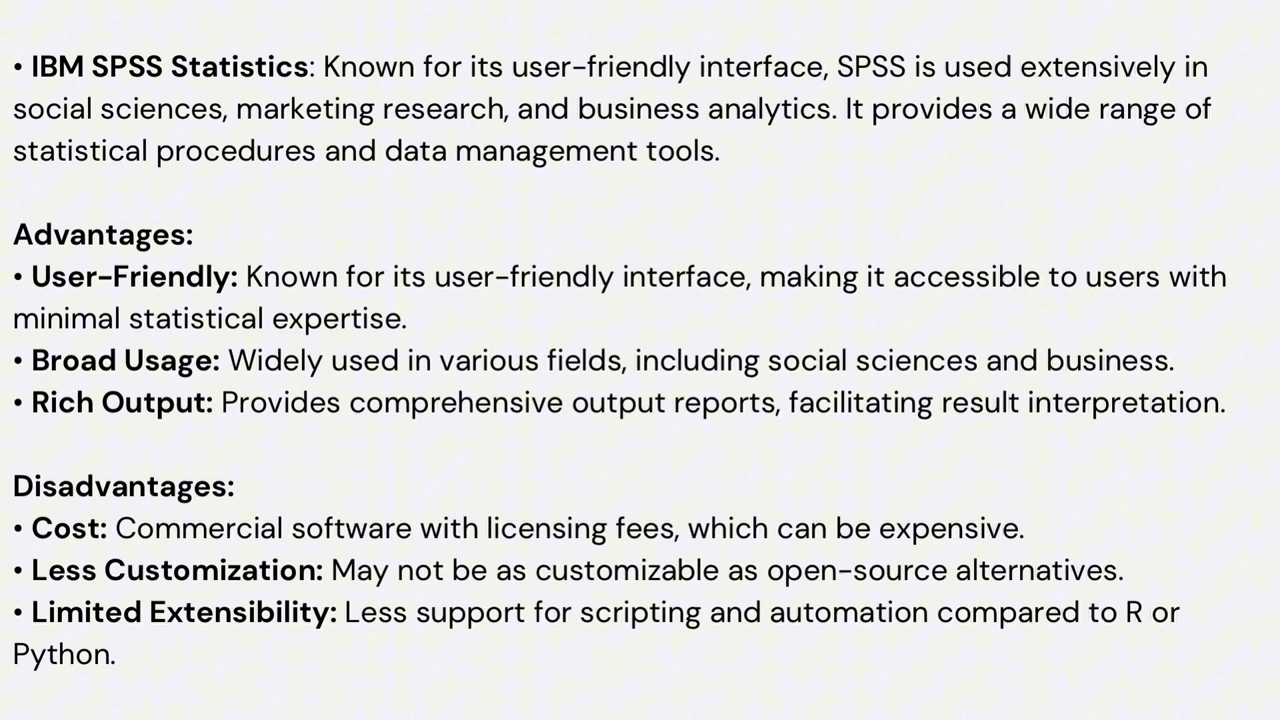 • IBM SPSS Statistics: Known for its user-friendly interface, SPSS is used extensively in
social sciences, marketing research, and business analytics. It provides a wide range of
statistical procedures and data management tools.
Advantages:
• User-Friendly: Known for its user-friendly interface, making it accessible to users with
minimal statistical expertise.
• Broad Usage: Widely used in various fields, including social sciences and business.
• Rich Output: Provides comprehensive output reports, facilitating result interpretation.
Disadvantages:
• Cost: Commercial software with licensing fees, which can be expensive.
• Less Customization: May not be as customizable as open-source alternatives.
• Limited Extensibility: Less support for scripting and automation compared to R or
Python.